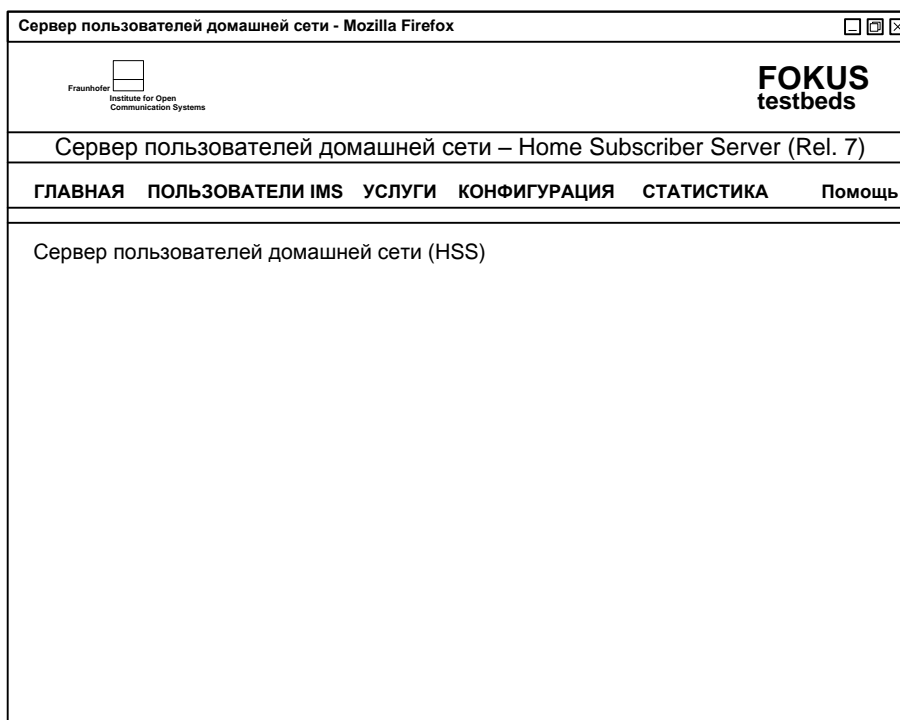 Сервер пользователей домашней сети - Mozilla Firefox
Fraunhofer
Institute for Open
Communication Systems
FOKUS
testbeds
Сервер пользователей домашней сети – Home Subscriber Server (Rel. 7)
ГЛАВНАЯ ПОЛЬЗОВАТЕЛИ IMS УСЛУГИ КОНФИГУРАЦИЯ СТАТИСТИКА Помощь
Сервер пользователей домашней сети (HSS)